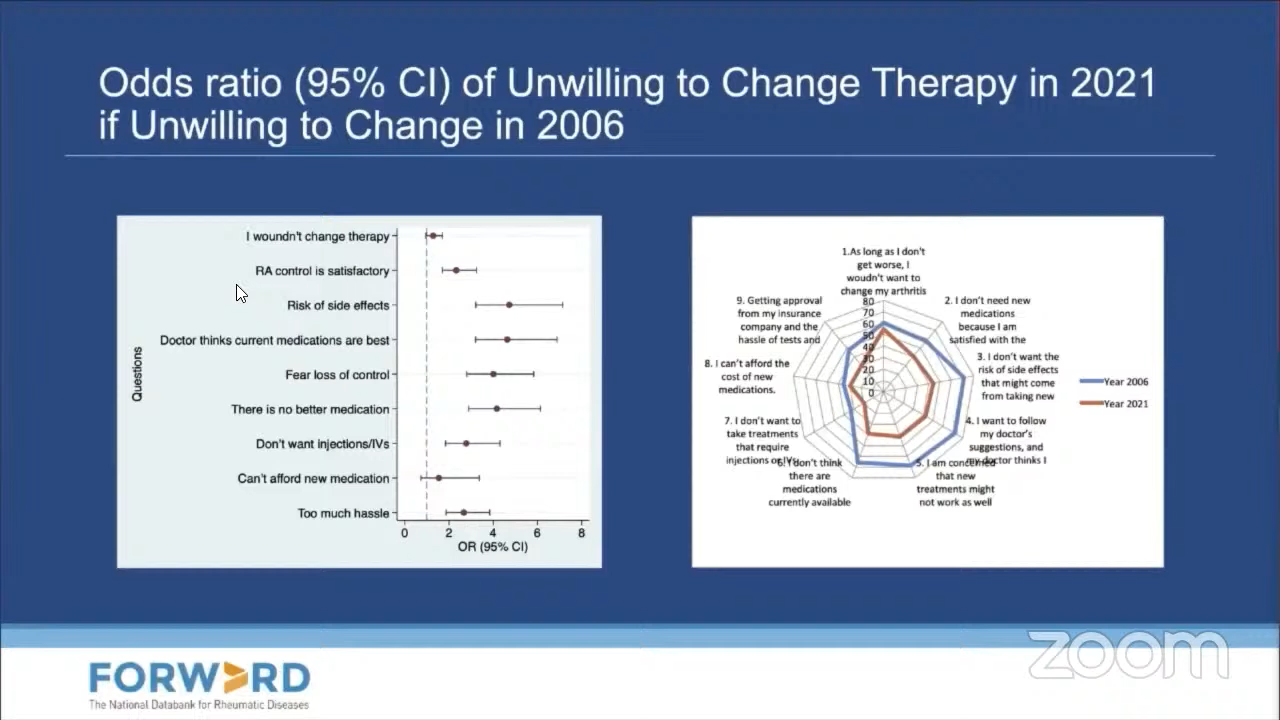 Odds ratio (95% CI) of Unwilling to Change Therapy in 2021
if Unwilling to Change in 2006
Questions
I woundn't change therapy
RA control is satisfactory
Risk of side effects
Doctor thinks current medications are best
Fear loss of control
There is no better medication
Don't want injections/IVs
Can't afford new medication
Too much hassle
0 2 4 6 8
OR (95% CI)
1.As long as I don't
get worse, I
woudn't want to
change my arthritis
80
70
60
50
40
30
20
10
0
2. I don't need new
medications
because I am
satisfied with the
3. I don't want the
risk of side effects
that might come
from taking new
4. I want to follow
my doctor's
suggestions, and
my doctor thinks I
5. I am concerned
that new
treatments might
not work as well
6. I don't think
there are
medications
currently available
7. I don't want to
take treatments
that require
injections or IVs
8. I can't afford the
cost of new
medications.
9. Getting approval
from my insurance
company and the
hassle of tests and
Year 2006
Year 2021
FORWARD
The National Databank for Rheumatic Diseases
zoom